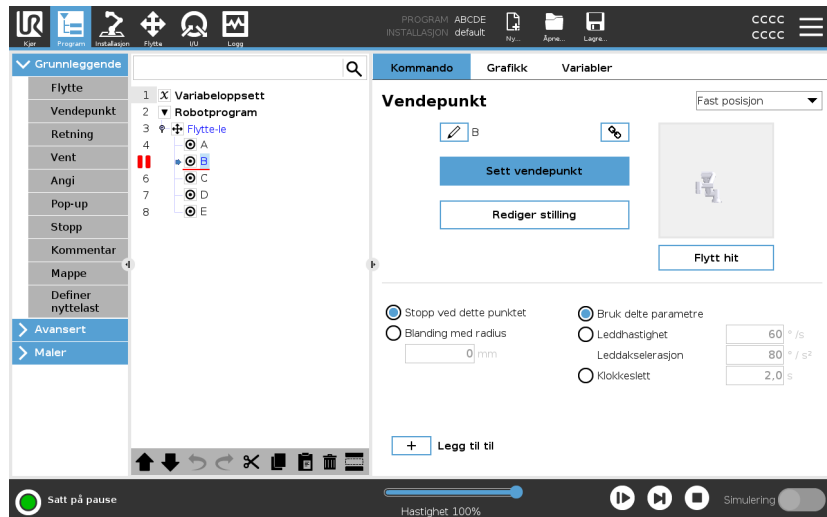 UR
Kjør
Program
Installasjon
Flytte
I/U
Logg
PROGRAM ABCDE
INSTALLASJON default
Ny...
Åpne...
Lagre...
cccc
cccc
Grunnleggende
Flytte
Vendepunkt
Retning
Vent
Angi
Pop-up
Stopp
Kommentar
Mappe
Definer
nyttelast
Avansert
Maler
1 X Variabeloppsett
2 Robotprogram
3 Flytte-le
4 A
B
6 C
7 D
8 E
Kommando Grafikk Variabler
Vendepunkt
Fast posisjon
B
Sett vendepunkt
Rediger stilling
Flytt hit
Stopp ved dette punktet
Blanding med radius
0 mm
Bruk delte parametre
Leddhastighet 60 °/s
Leddakselerasjon 80 °/s²
Klokkeslett 2,0 s
+ Legg til til
Satt på pause
Hastighet 100%
Simulering